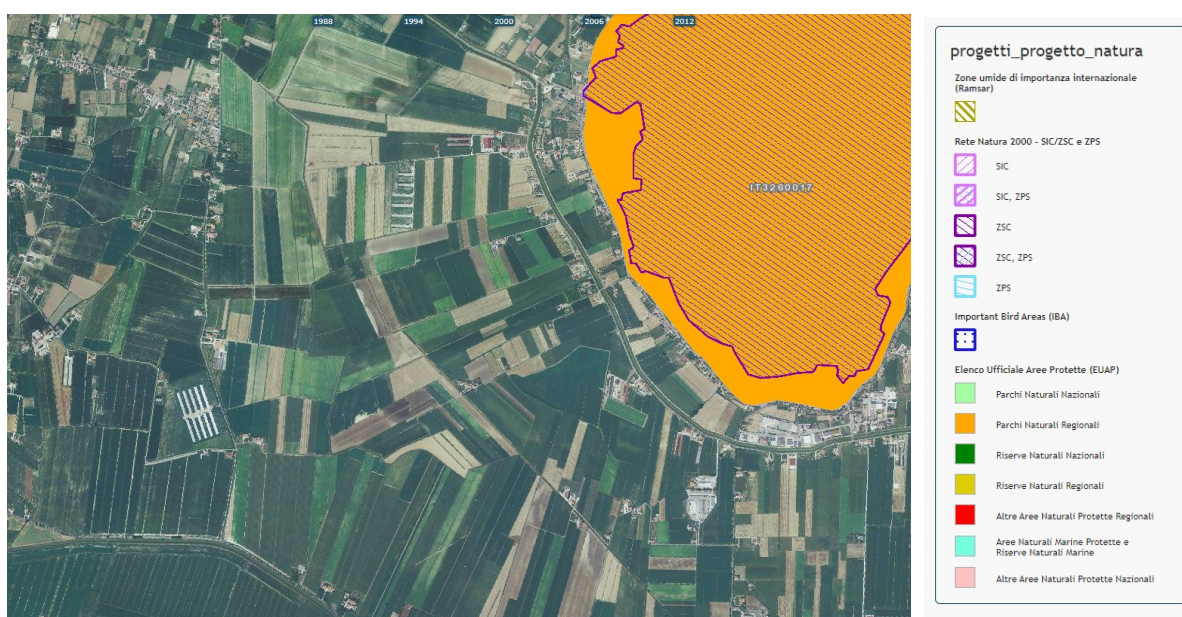 1988 1994 2000 2006 2012
IT3260017
progetti_progetto_natura
Zone umide di importanza internazionale
(Ramsar)
Rete Natura 2000 - SIC/ZSC e ZPS
SIC
SIC, ZPS
ZSC
ZSC, ZPS
ZPS
Important Bird Areas (IBA)
Elenco Ufficiale Aree Protette (EUAP)
Parchi Naturali Nazionali
Parchi Naturali Regionali
Riserve Naturali Nazionali
Riserve Naturali Regionali
Altre Aree Naturali Protette Regionali
Aree Naturali Marine Protette e
Riserve Naturali Marine
Altre Aree Naturali Protette Nazionali